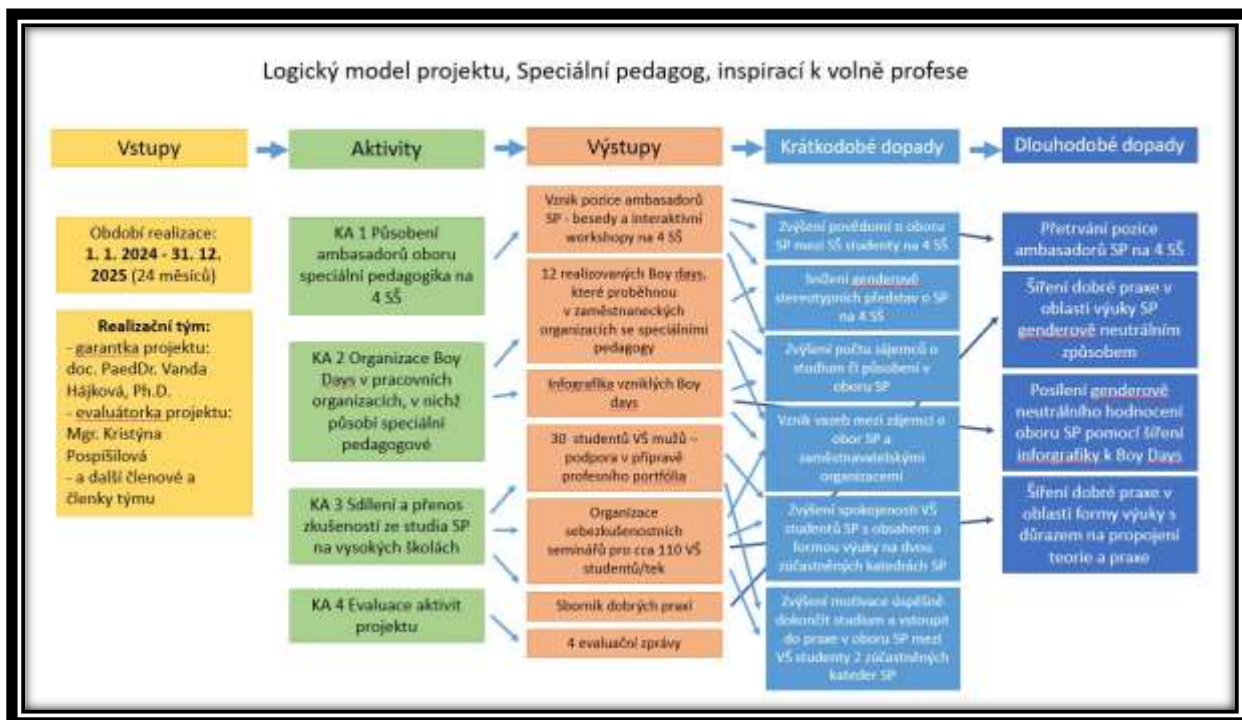 Logický model projektu, Speciální pedagog, inspirací k volně profese
Vstupy
Aktivity
Výstupy
Krátkodobé dopady
Dlouhodobé dopady
Období realizace:
1. 1. 2024 - 31. 12.
2025 (24 měsíců)
Realizační tým:
- garantka projektu:
doc. PaedDr. Vanda
Hájková, Ph.D.
- evaluátorka projektu:
Mgr. Kristýna
Pospíšilová
- a další členové a
členky týmu
KA 1 Působení
ambasadorů oboru
speciální pedagogika na
4 SŠ
KA 2 Organizace Boy
Days v pracovních
organizacích, v nichž
působí speciální
pedagogové
KA 3 Sdílení a přenos
zkušeností ze studia SP
na vysokých školách
KA 4 Evaluace aktivit
projektu
Vznik pozice ambasadorů
SP - besedy a interaktivní
workshopy na 4 SŠ
12 realizovaných Boy days,
které proběhnou
v zaměstnaneckých
organizacích se speciálními
pedagogy
Infografika vzniklých Boy
days
30 studentů VŠ mužů –
podpora v přípravě
profesního portfólia
Organizace
sebezkušenostních
seminářů pro cca 110 VŠ
studentů/tek
Sborník dobrých praxí
4 evaluační zprávy
Zvýšení povědomí o oboru
SP mezi SŠ studenty na 4 SŠ
Snížení genderově
stereotypních představ o SP
na 4 SŠ
Zvýšení počtu zájemců o
studium či působení v
oboru SP
Vznik vazeb mezi zájemci o
obor SP a
zaměstnavatelskými
organizacemi
Zvýšení spokojenosti VŠ
studentů SP s obsahem a
formou výuky na dvou
zúčastněných katedrách SP
Zvýšení motivace úspěšně
dokončit studium a vstoupit
do praxe v oboru SP mezi
VŠ studenty 2 zúčastněných
kateder SP
Přetrvání pozice
ambasadorů SP na 4 SŠ
Šíření dobré praxe v
oblasti výuky SP
genderově neutrálním
způsobem
Posílení genderově
neutrálního hodnocení
oboru SP pomocí šíření
inforgrafiky k Boy Days
Šíření dobré praxe v
oblasti formy výuky s
důrazem na propojení
teorie a praxe